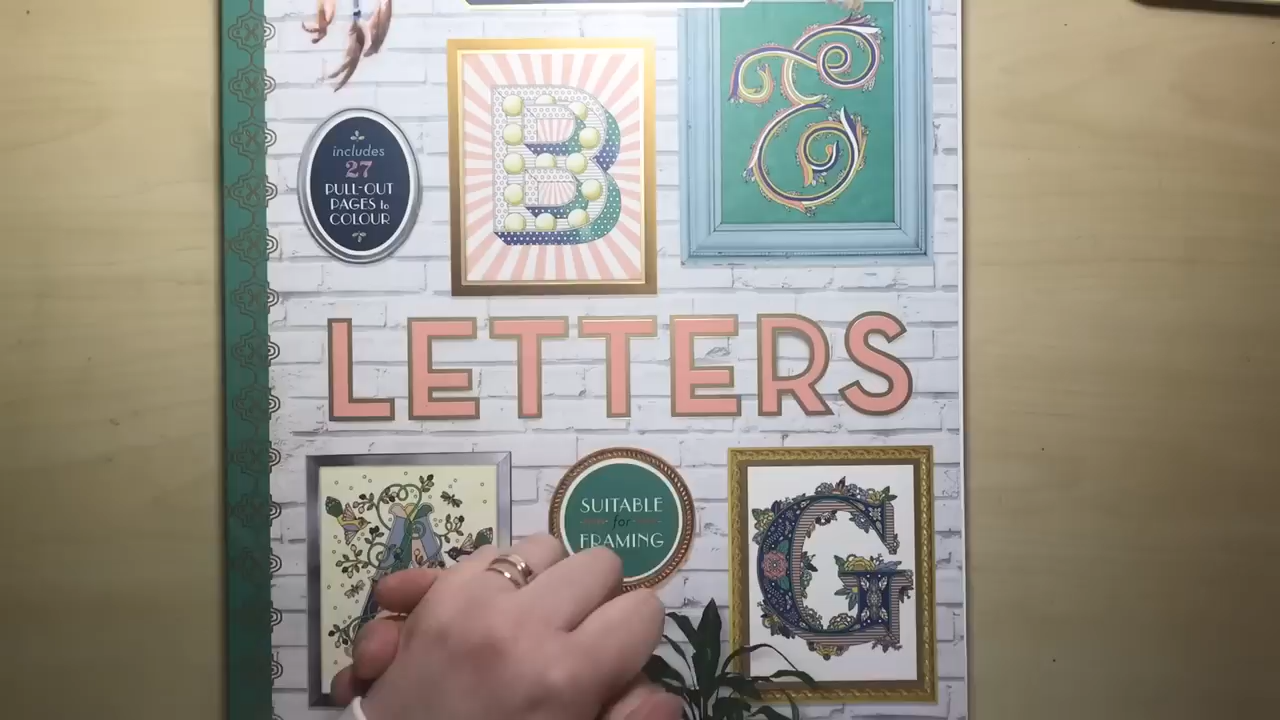 B
E
includes
27
PULL-OUT
PAGES to
COLOUR
LETTERS
A
SUITABLE
for
FRAMING
G